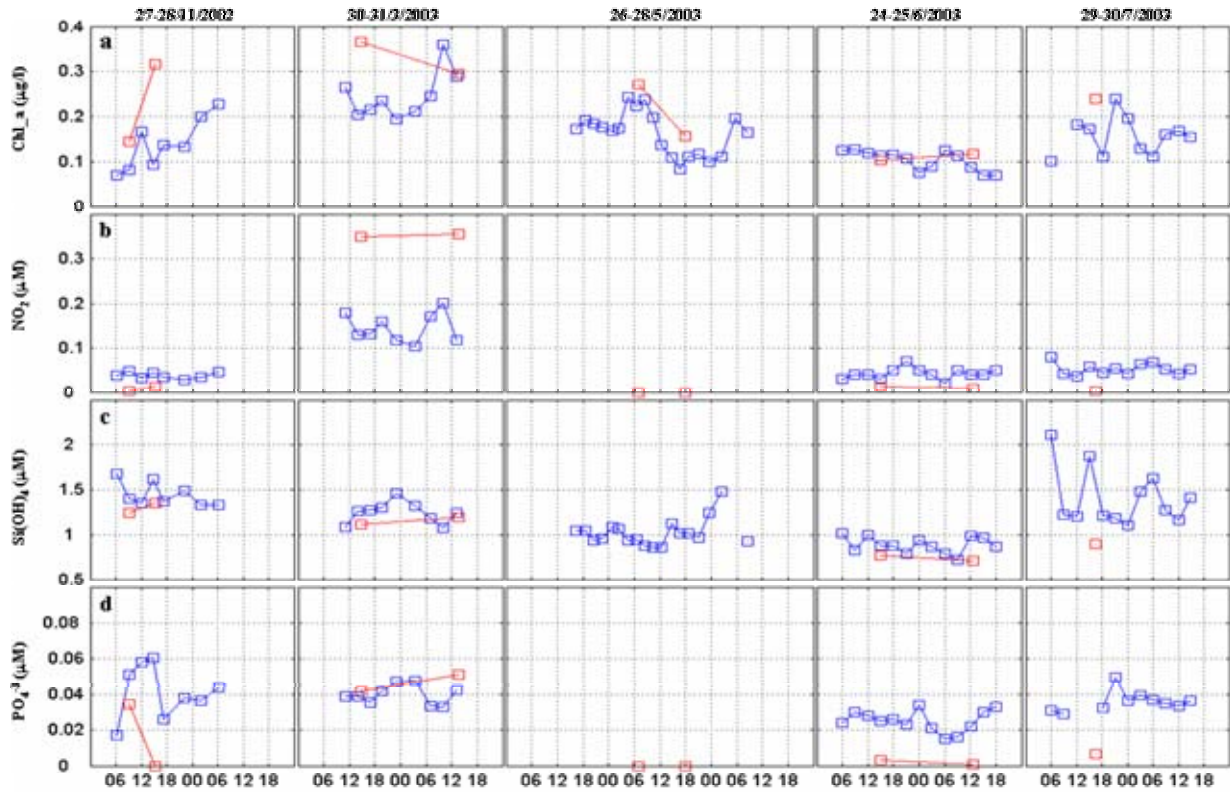 27-28/11/2002 30-31/3/2003 26-28/5/2003 24-25/6/2003 29-30/7/2003
a
Chl_a (μg/l)
0.4
0.3
0.2
0.1
0
b
NO2 (μM)
0.3
0.2
0.1
0
c
Si(OH)4 (μM)
2
1.5
1
0.5
d
PO4-3 (μM)
0.08
0.06
0.04
0.02
0
06 12 18 00 06 06 12 18 00 06 12 18 06 12 18 00 06 12 18 00 06 12 06 12 18 00 06 12 18 06 12 18 00 06 12 18